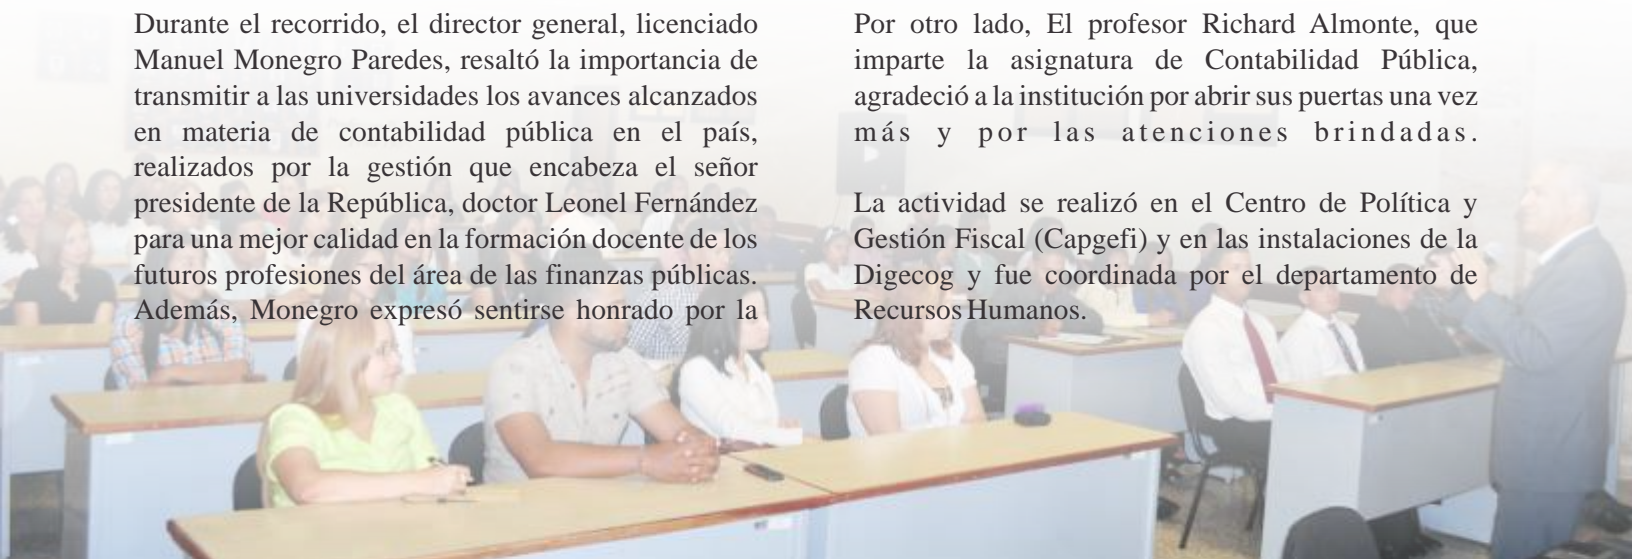 Durante el recorrido, el director general, licenciado
Manuel Monegro Paredes, resaltó la importancia de
transmitir a las universidades los avances alcanzados
en materia de contabilidad pública en el país,
realizados por la gestión que encabeza el señor
presidente de la República, doctor Leonel Fernández
para una mejor calidad en la formación docente de los
futuros profesiones del área de las finanzas públicas.
Además, Monegro expresó sentirse honrado por la
Por otro lado, El profesor Richard Almonte, que
imparte la asignatura de Contabilidad Pública,
agradeció a la institución por abrir sus puertas una vez
más y por las atenciones brindadas.
La actividad se realizó en el Centro de Política y
Gestión Fiscal (Capgefi) y en las instalaciones de la
Digecog y fue coordinada por el departamento de
Recursos Humanos.